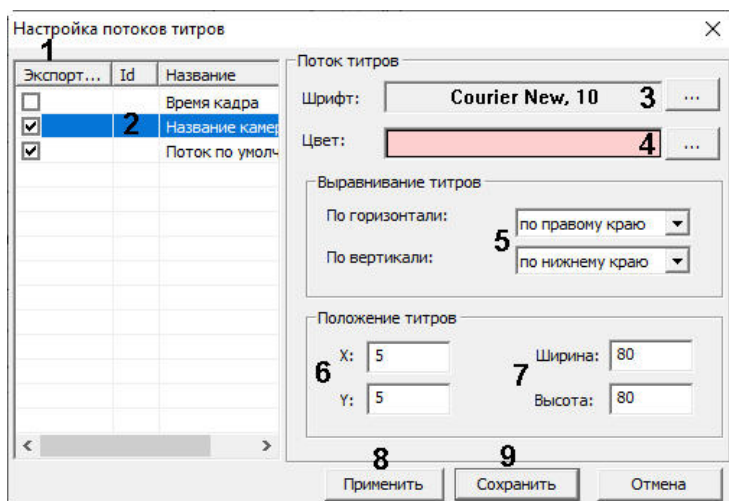 Настройка потоков титров
1
Экспорт... Id Название
Время кадра
2 Название камер
Поток по умолч
Поток титров
Шрифт: Courier New, 10 3 ...
Цвет: 4 ...
Выравнивание титров
По горизонтали: по правому краю
5
По вертикали: по нижнему краю
Положение титров
X: 5 Ширина: 80
6 7
Y: 5 Высота: 80
8 9
Применить Сохранить Отмена